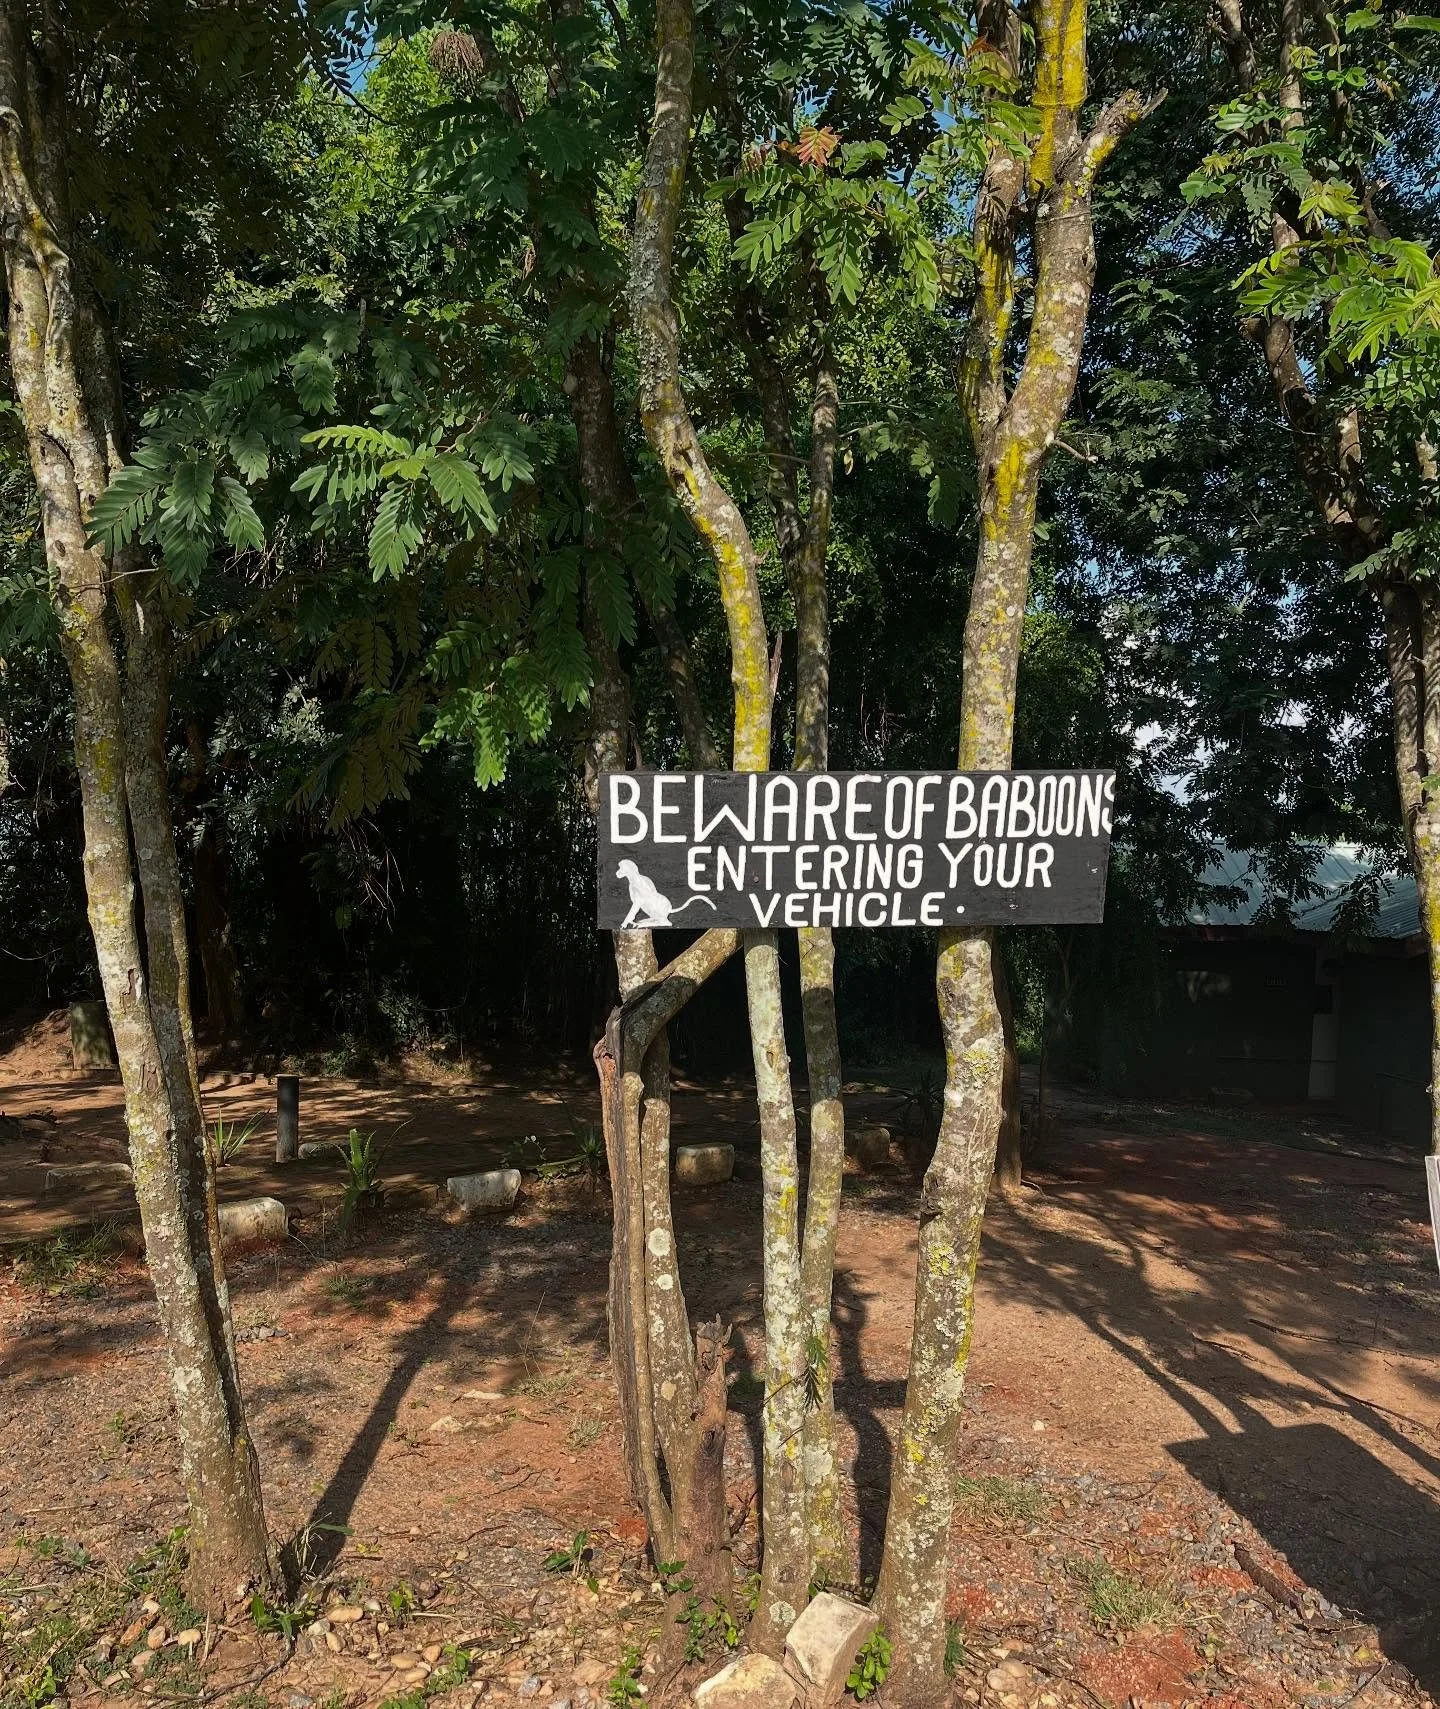 BEWARE OF BABOONS
ENTERING YOUR
VEHICLE.